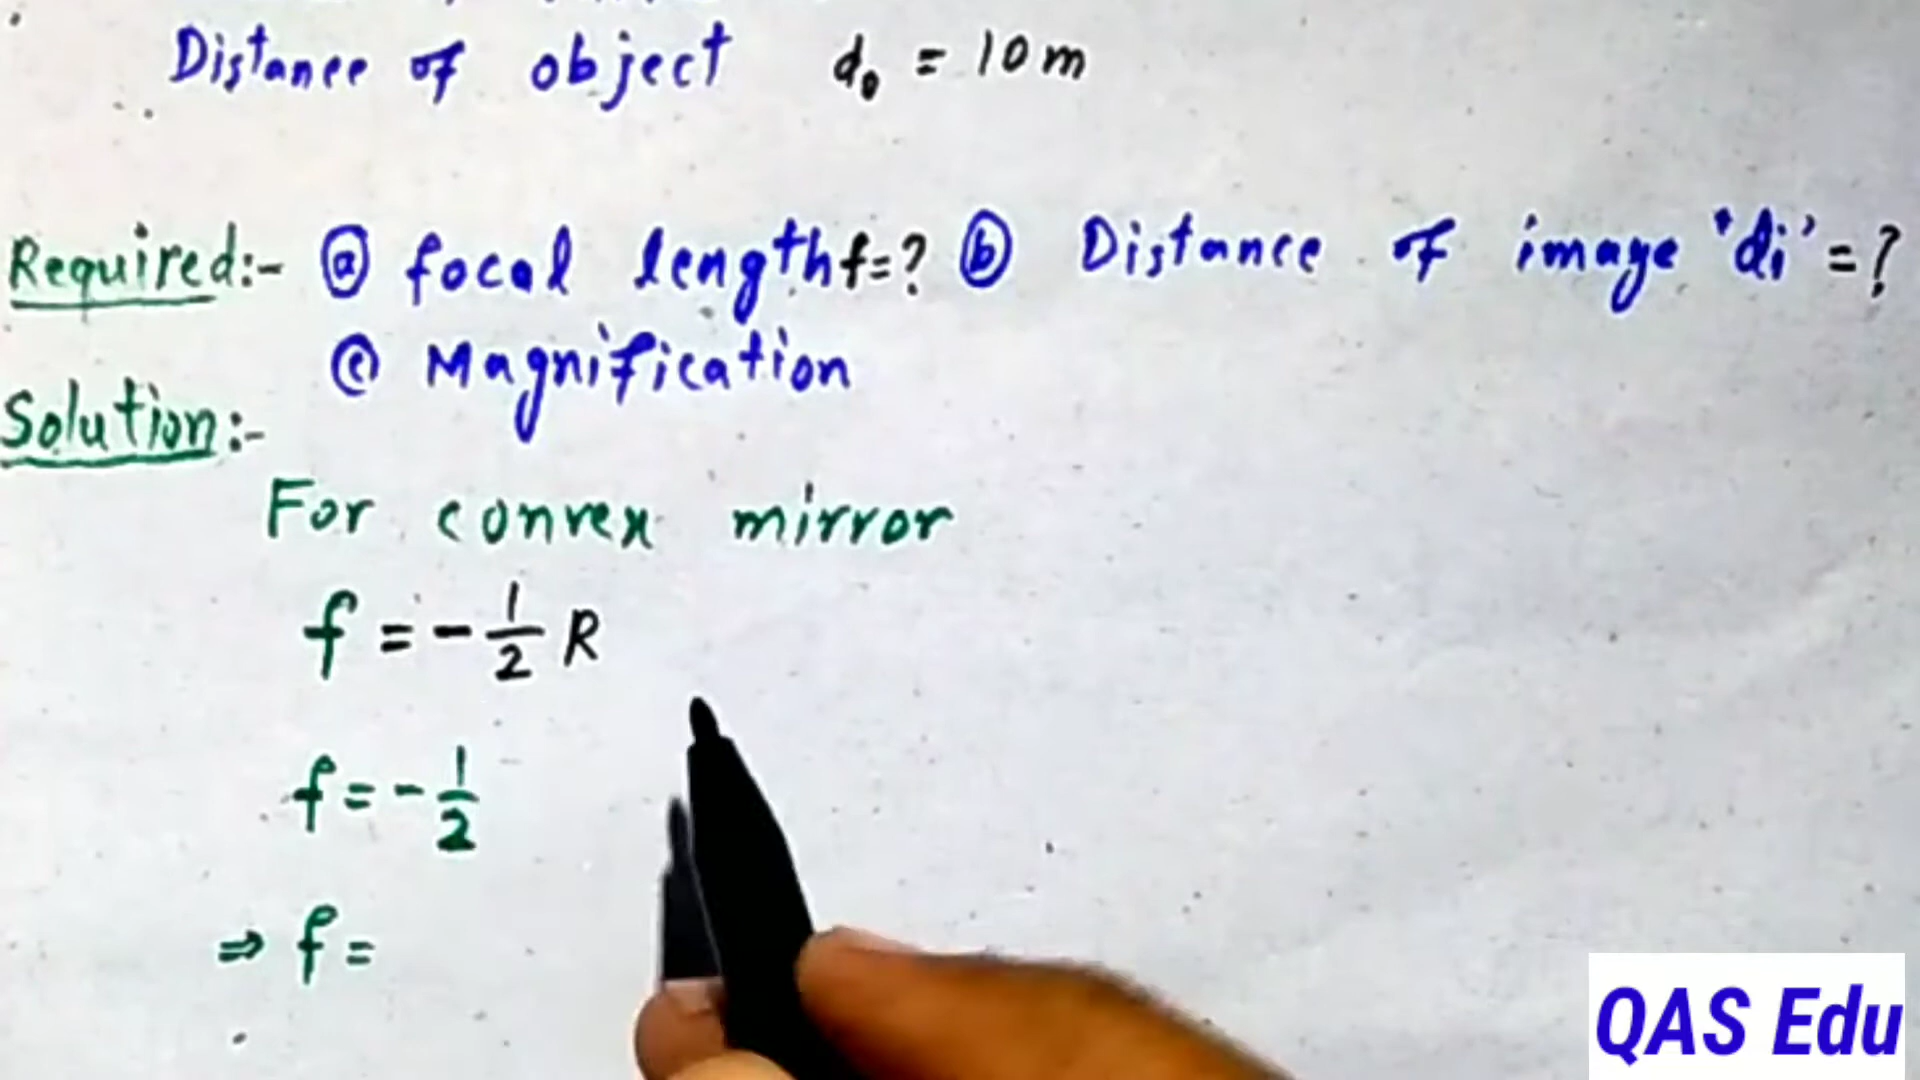 Distance of object d₀ = 10 m
Required:- ⓐ focal length f=? ⓑ Distance of image 'di' = ?
ⓒ Magnification
Solution:-
For convex mirror
f = - 1/2 R
f = - 1/2
⇒ f =
QAS Edu